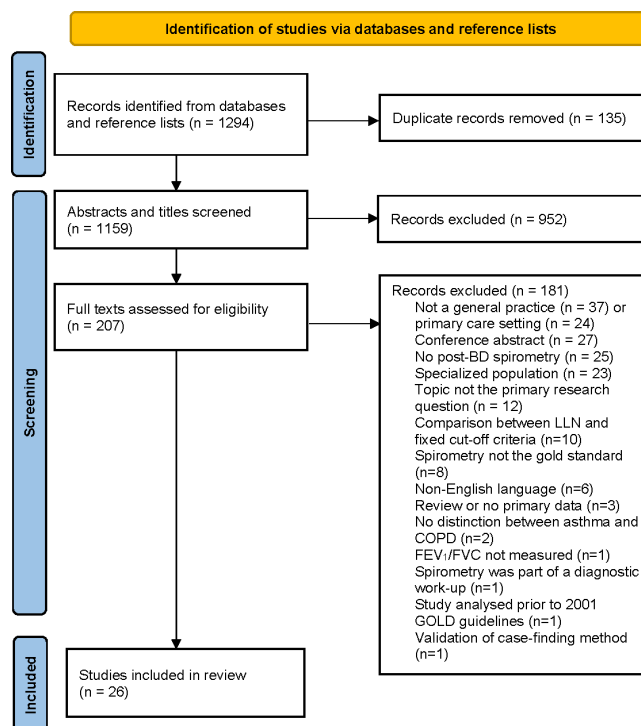 Identification of studies via databases and reference lists
Identification
Records identified from databases
and reference lists (n = 1294)
Duplicate records removed (n = 135)
Screening
Abstracts and titles screened
(n = 1159)
Records excluded (n = 952)
Full texts assessed for eligibility
(n = 207)
Records excluded (n = 181)
Not a general practice (n = 37) or
primary care setting (n = 24)
Conference abstract (n = 27)
No post-BD spirometry (n = 25)
Specialized population (n = 23)
Topic not the primary research
question (n = 12)
Comparison between LLN and
fixed cut-off criteria (n=10)
Spirometry not the gold standard
(n=8)
Non-English language (n=6)
Review or no primary data (n=3)
No distinction between asthma and
COPD (n=2)
FEV₁/FVC not measured (n=1)
Spirometry was part of a diagnostic
work-up (n=1)
Study analysed prior to 2001
GOLD guidelines (n=1)
Validation of case-finding method
(n=1)
Included
Studies included in review
(n = 26)